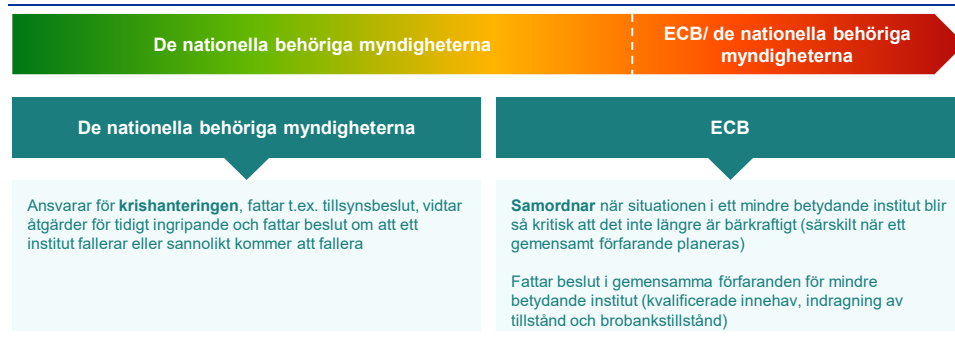 De nationella behöriga myndigheterna
ECB/ de nationella behöriga
myndigheterna
De nationella behöriga myndigheterna
Ansvarar för krishanteringen, fattar t.ex. tillsynsbeslut, vidtar
åtgärder för tidigt ingripande och fattar beslut om att ett
institut fallerar eller sannolikt kommer att fallera
ECB
Samordnar när situationen i ett mindre betydande institut blir
så kritisk att det inte längre är bärkraftigt (särskilt när ett
gemensamt förfarande planeras)
Fattar beslut i gemensamma förfaranden för mindre
betydande institut (kvalificerade innehav, indragning av
tillstånd och brobankstillstånd)